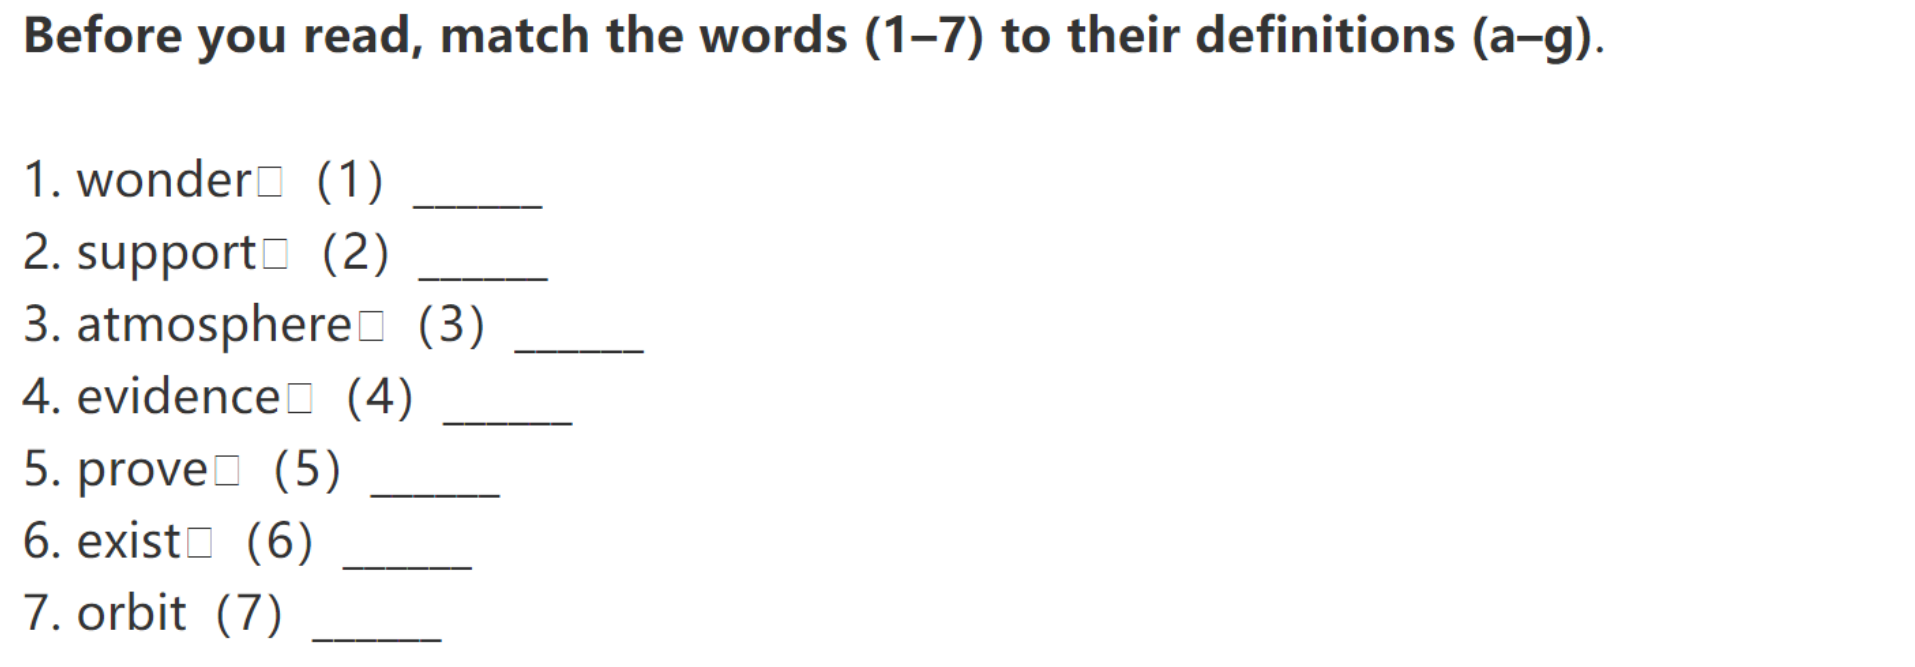 Before you read, match the words (1–7) to their definitions (a–g).
1. wonder□ (1) ______
2. support□ (2) ______
3. atmosphere□ (3) ______
4. evidence□ (4) ______
5. prove□ (5) ______
6. exist□ (6) ______
7. orbit (7) ______